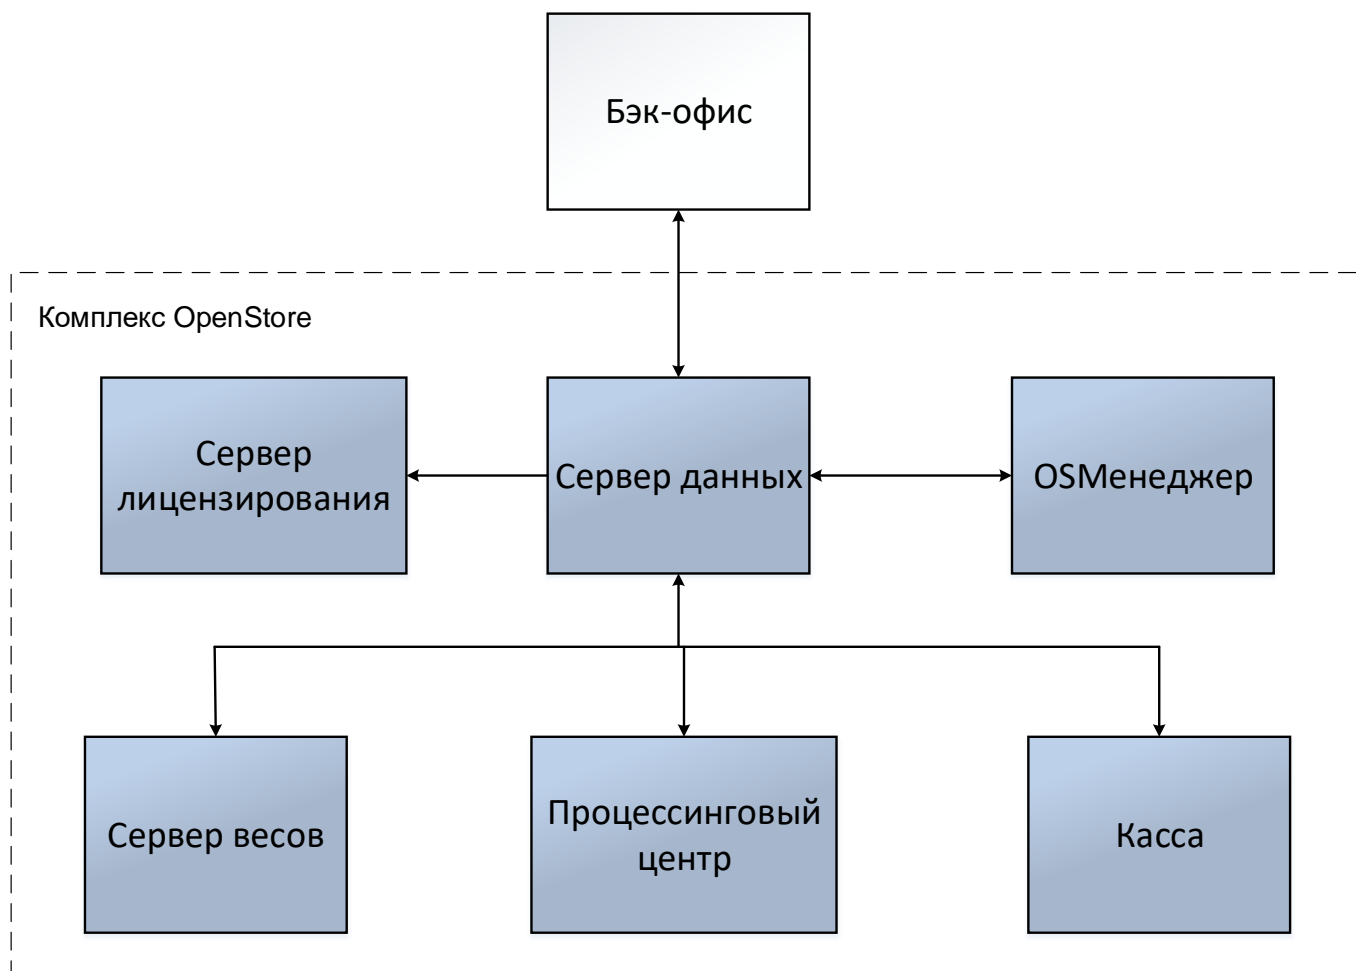 Бэк-офис
Комплекс OpenStore
Сервер
лицензирования
Сервер данных
OSМенеджер
Сервер весов
Процессинговый
центр
Касса